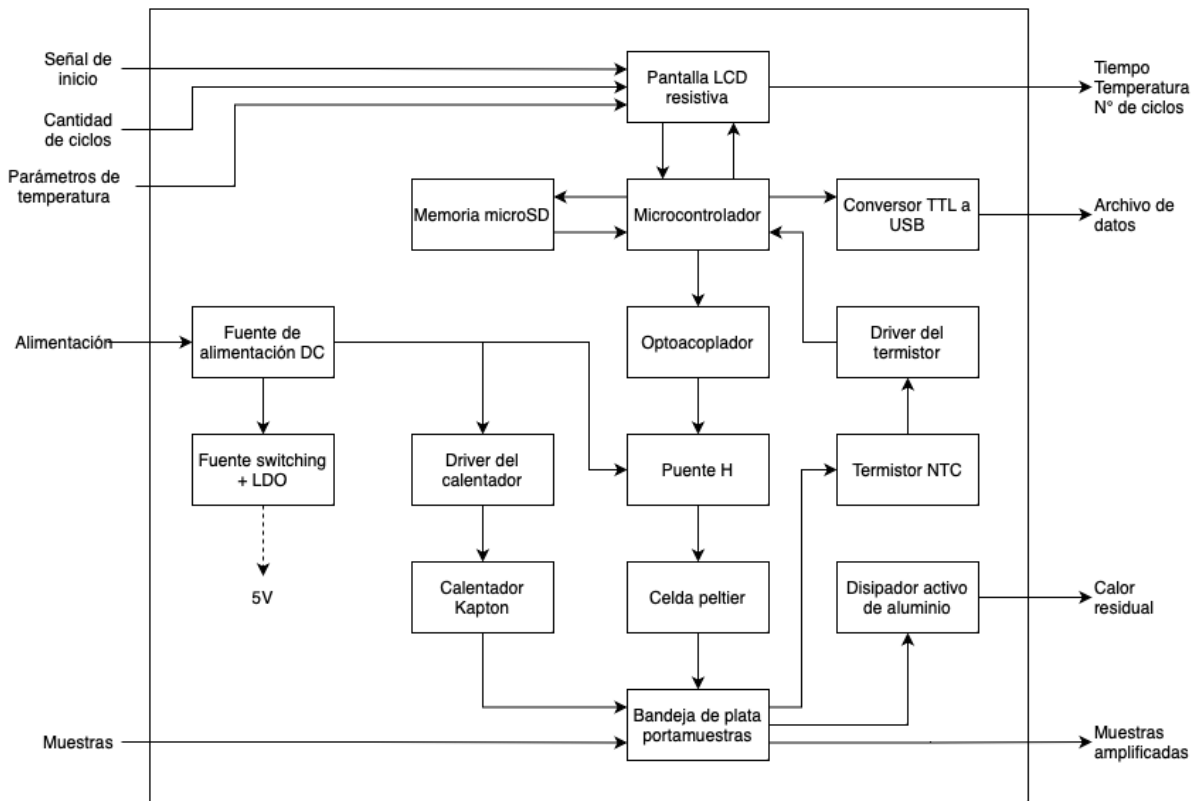 Señal de
inicio
Pantalla LCD
resistiva
Tiempo
Temperatura
N° de ciclos
Cantidad
de ciclos
Parámetros de
temperatura
Memoria microSD
Microcontrolador
Conversor TTL a
USB
Archivo de
datos
Alimentación
Fuente de
alimentación DC
Optoacoplador
Driver del
termistor
Fuente switching
+ LDO
Driver del
calentador
Puente H
Termistor NTC
5V
Calentador
Kapton
Celda peltier
Disipador activo
de aluminio
Calor
residual
Muestras
Bandeja de plata
portamuestras
Muestras
amplificadas